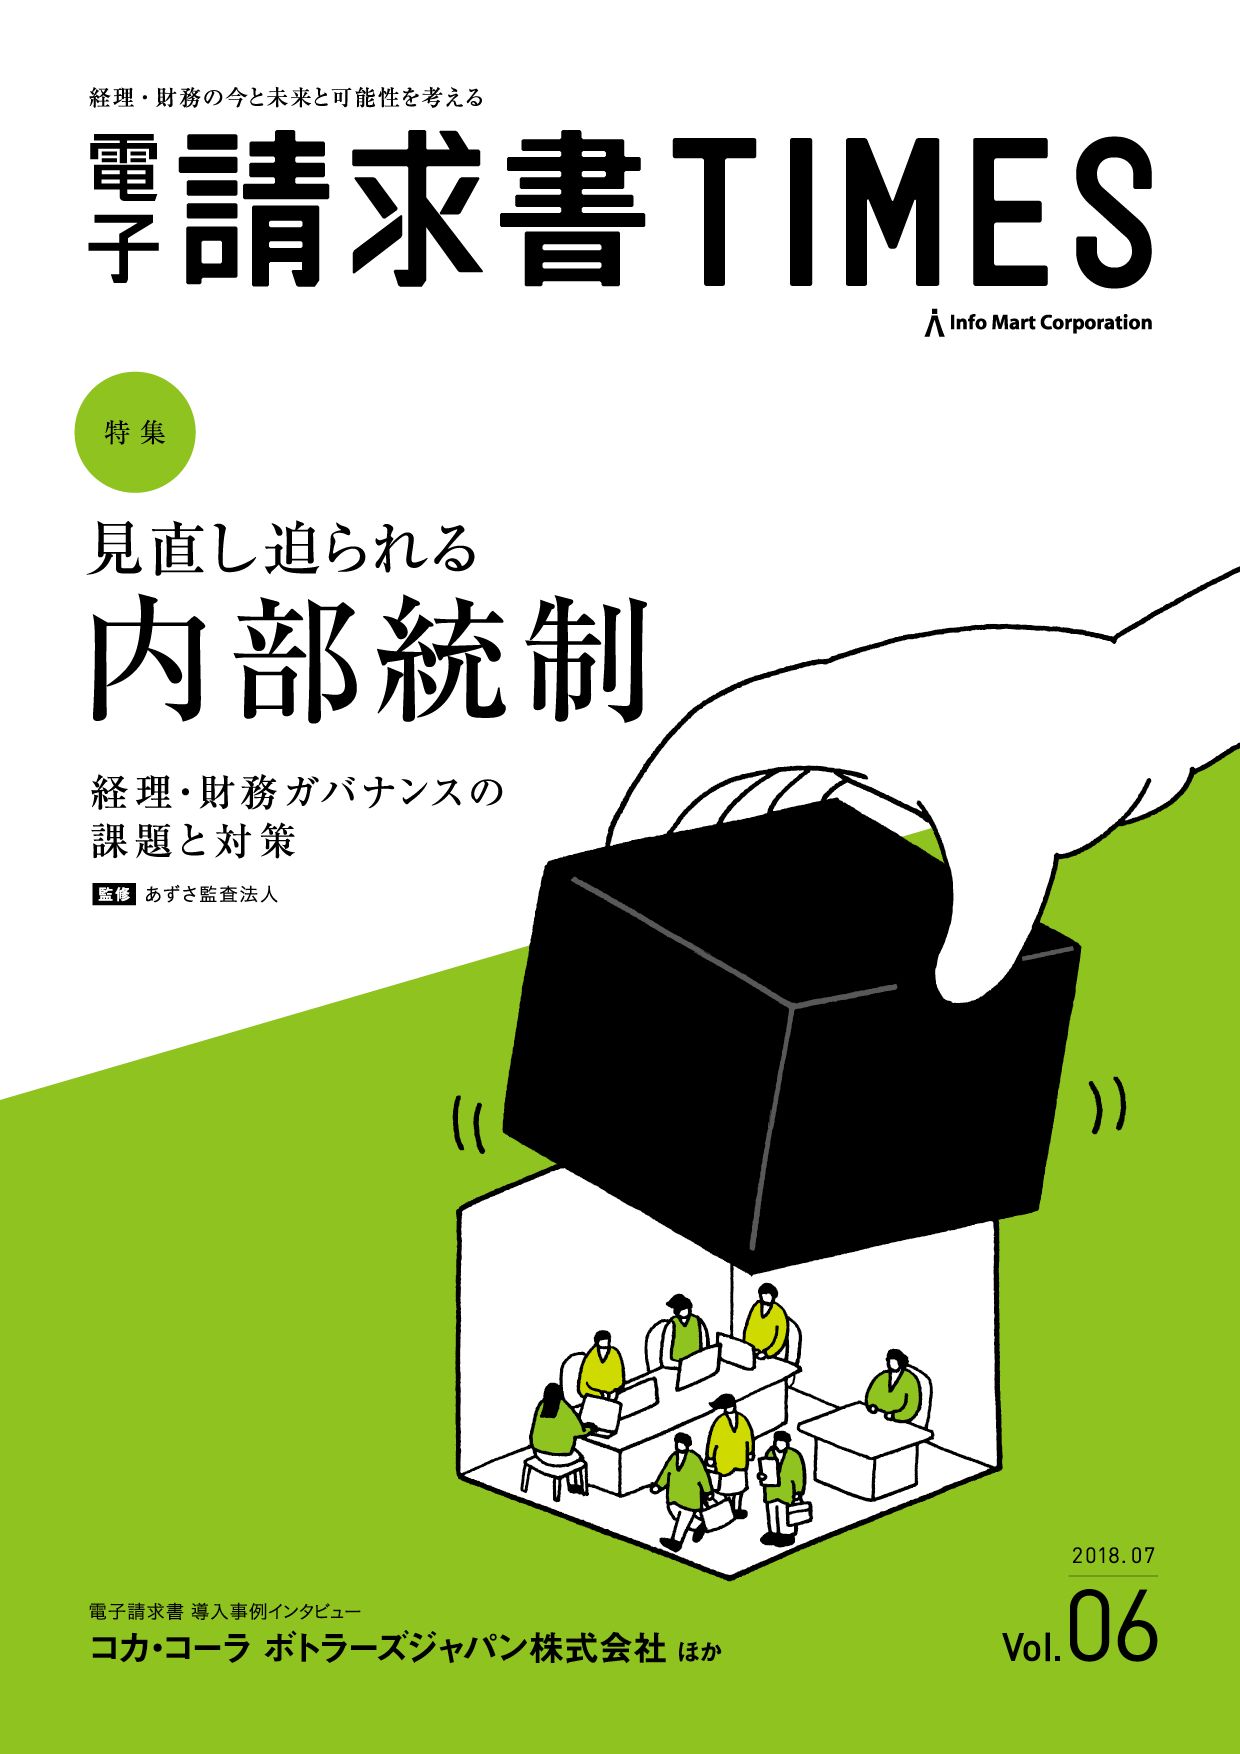 経理・財務の今と未来と可能性を考える
電子請求書TIMES
Info Mart Corporation
特集
見直し迫られる
内部統制
経理・財務ガバナンスの
課題と対策
監修 あずさ監査法人
2018.07
Vol.06
電子請求書 導入事例インタビュー
コカ・コーラ ボトラーズジャパン株式会社 ほか